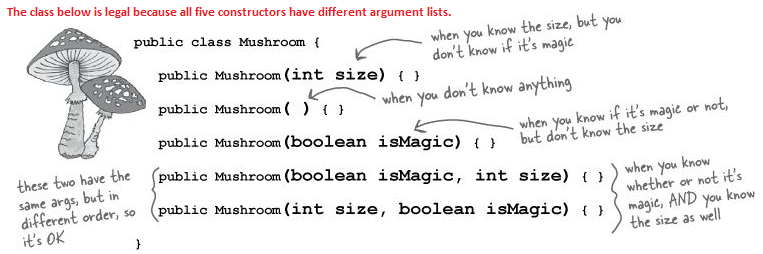 The class below is legal because all five constructors have different argument lists.
public class Mushroom {
when you know the size, but you
don't know if it's magic
public Mushroom(int size) { }
public Mushroom( ) { }
when you don't know anything
public Mushroom(boolean isMagic) { }
when you know if it's magic or not,
but don't know the size
these two have the
same args, but in
different order, so
it's OK
public Mushroom(boolean isMagic, int size) { }
public Mushroom(int size, boolean isMagic) { }
when you know
whether or not it's
magic, AND you know
the size as well
}